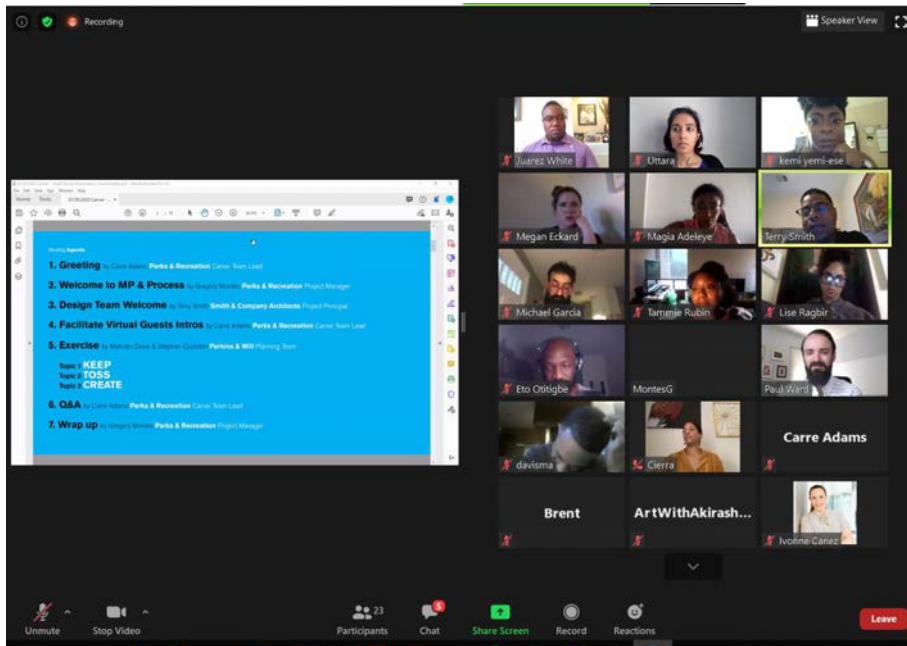 Recording
Speaker View
Home Tools
Meeting Agenda
1. Greeting by Carre Adams Parks & Recreation Carver Team Lead
2. Welcome to MP & Process by Gregory Montes Parks & Recreation Project Manager
3. Design Team Welcome by Terry Smith Smith & Company Architects Project Principal
4. Facilitate Virtual Guests Intros by Carre Adams Parks & Recreation Carver Team Lead
5. Exercise by Perkins & Will Planning Team
Topic 1 KEEP
Topic 2 TOSS
Topic 3 CREATE
6. Q&A by Carre Adams Parks & Recreation Carver Team Lead
7. Wrap up by Gregory Montes Parks & Recreation Project Manager
Juarez White
Uttara
kemi yemi-ese
Megan Eckard
Magia Adeleye
Terry Smith
Michael Garcia
Tammie Rubin
Lise Ragbir
Eto Otitigbe
MontesG
Paul Ward
davisma
Cierra
Carre Adams
Brent
ArtWithAkirash...
Ivonne Canez
Unmute
Stop Video
23
Participants
5
Chat
Share Screen
Record
Reactions
Leave